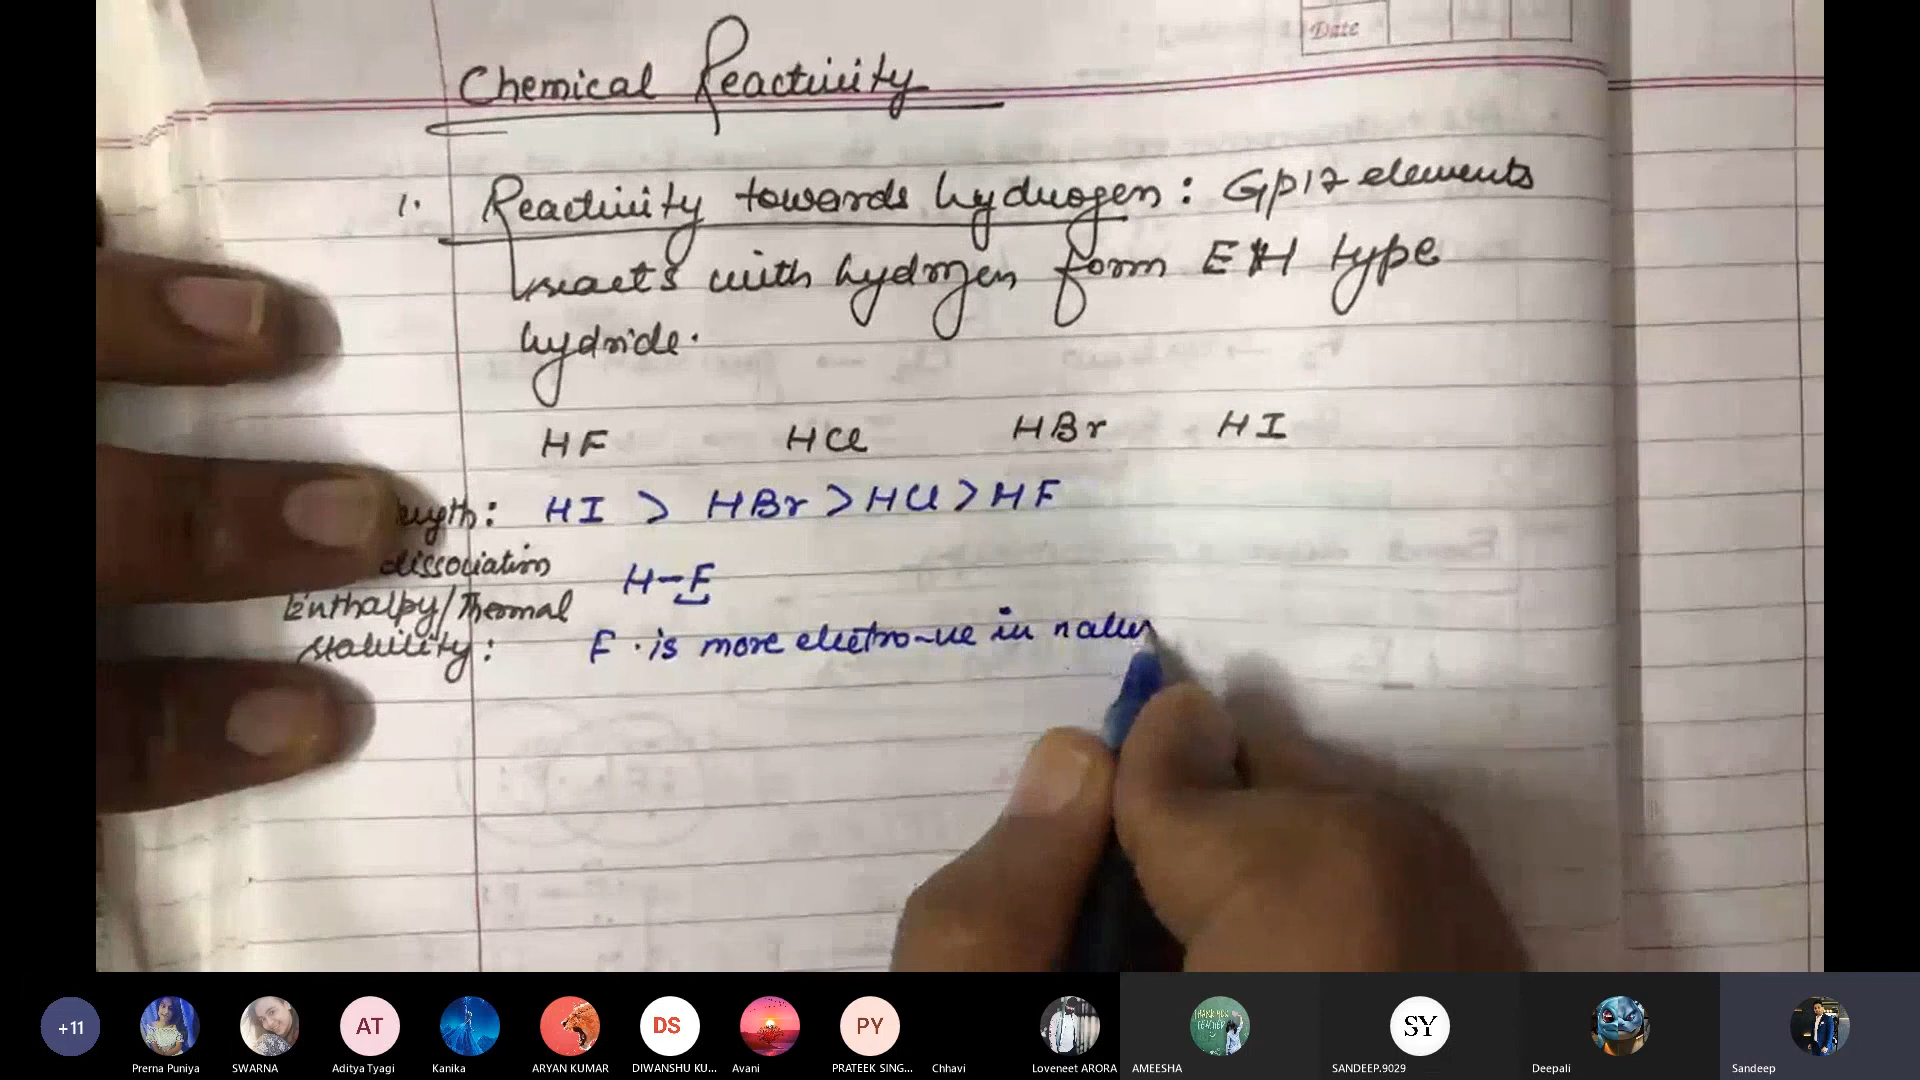 Date
Chemical Reactivity
1. Reactivity towards hydrogen: Gp17 elements
reacts with hydrogen form EH type
hydride.
HF HCl HBr HI
length: HI > HBr > HCl > HF
dissociation
Enthalpy/Thermal
stability:
H-F
F is more electro-ve in natur
+11
AT
DS
PY
SY
Prerna Puniya
SWARNA
Aditya Tyagi
Kanika
ARYAN KUMAR
DIWANSHU KU...
Avani
PRATEEK SING...
Chhavi
Loveneet ARORA
AMEESHA
SANDEEP.9029
Deepali
Sandeep